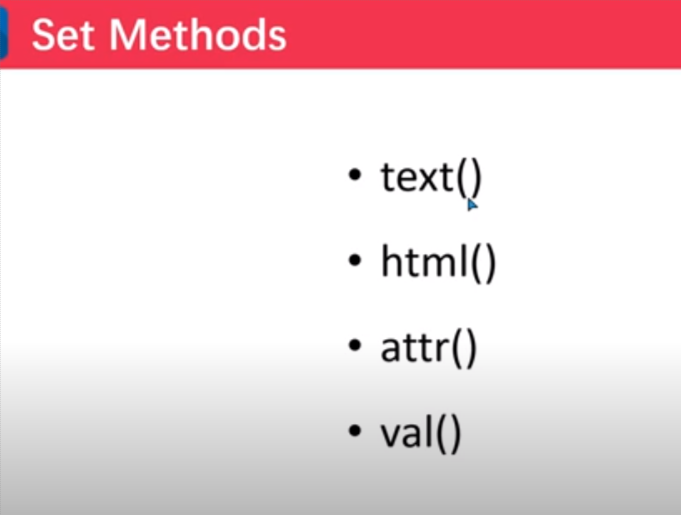 Set Methods
• text()
• html()
• attr()
• val()